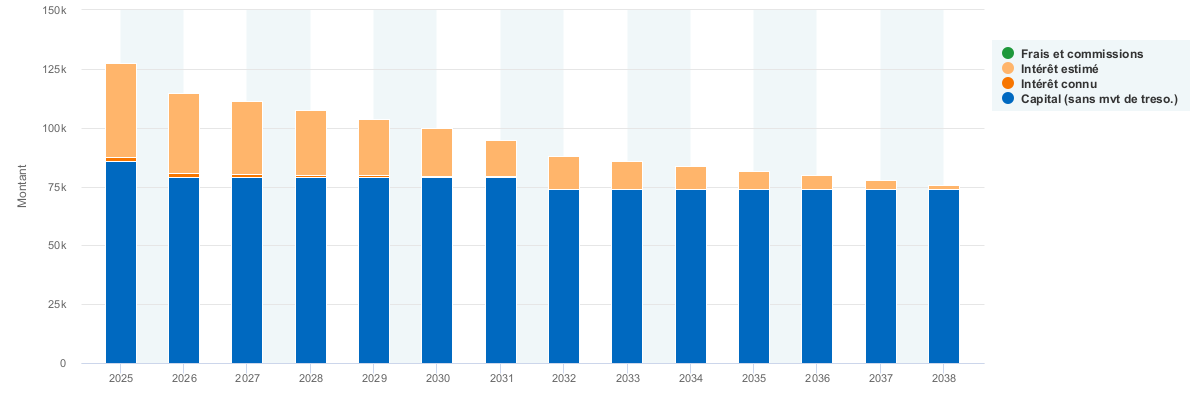 150k
125k
100k
75k
50k
25k
0
Montant
2025 2026 2027 2028 2029 2030 2031 2032 2033 2034 2035 2036 2037 2038
Frais et commissions
Intérêt estimé
Intérêt connu
Capital (sans mvt de treso.)